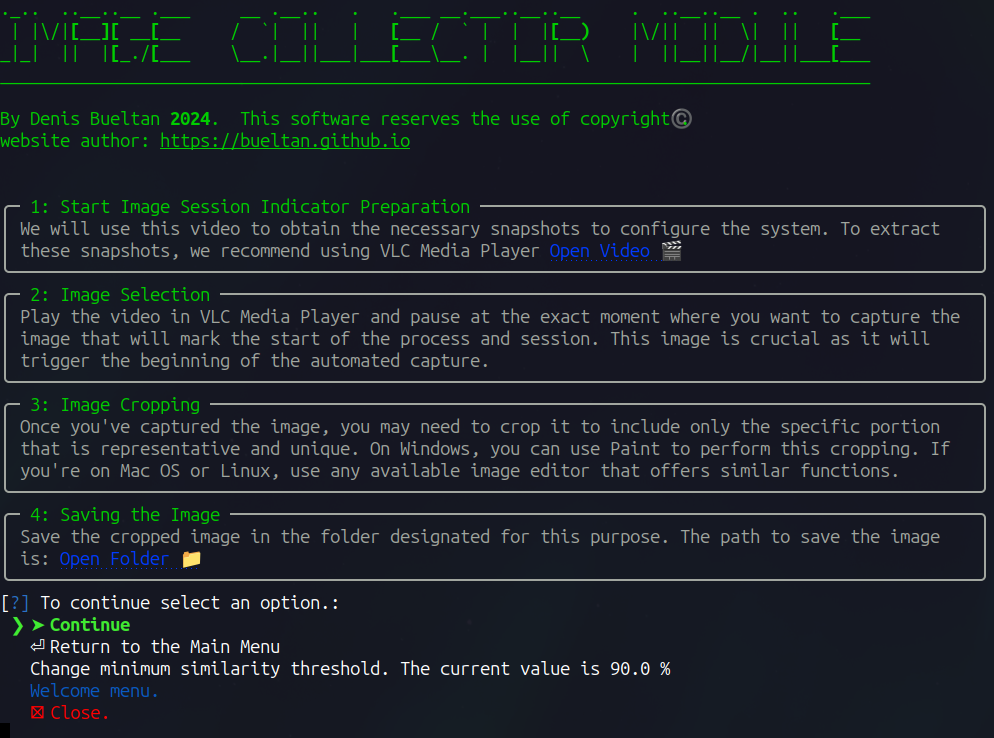 By Denis Bueltan 2024. This software reserves the use of copyright©
website author: https://bueltan.github.io
1: Start Image Session Indicator Preparation
We will use this video to obtain the necessary snapshots to configure the system. To extract
these snapshots, we recommend using VLC Media Player Open Video 🎬
2: Image Selection
Play the video in VLC Media Player and pause at the exact moment where you want to capture the
image that will mark the start of the process and session. This image is crucial as it will
trigger the beginning of the automated capture.
3: Image Cropping
Once you've captured the image, you may need to crop it to include only the specific portion
that is representative and unique. On Windows, you can use Paint to perform this cropping. If
you're on Mac OS or Linux, use any available image editor that offers similar functions.
4: Saving the Image
Save the cropped image in the folder designated for this purpose. The path to save the image
is: Open Folder 📁
[?] To continue select an option.:
❯ ➤ Continue
⏎ Return to the Main Menu
Change minimum similarity threshold. The current value is 90.0 %
Welcome menu.
☒ Close.